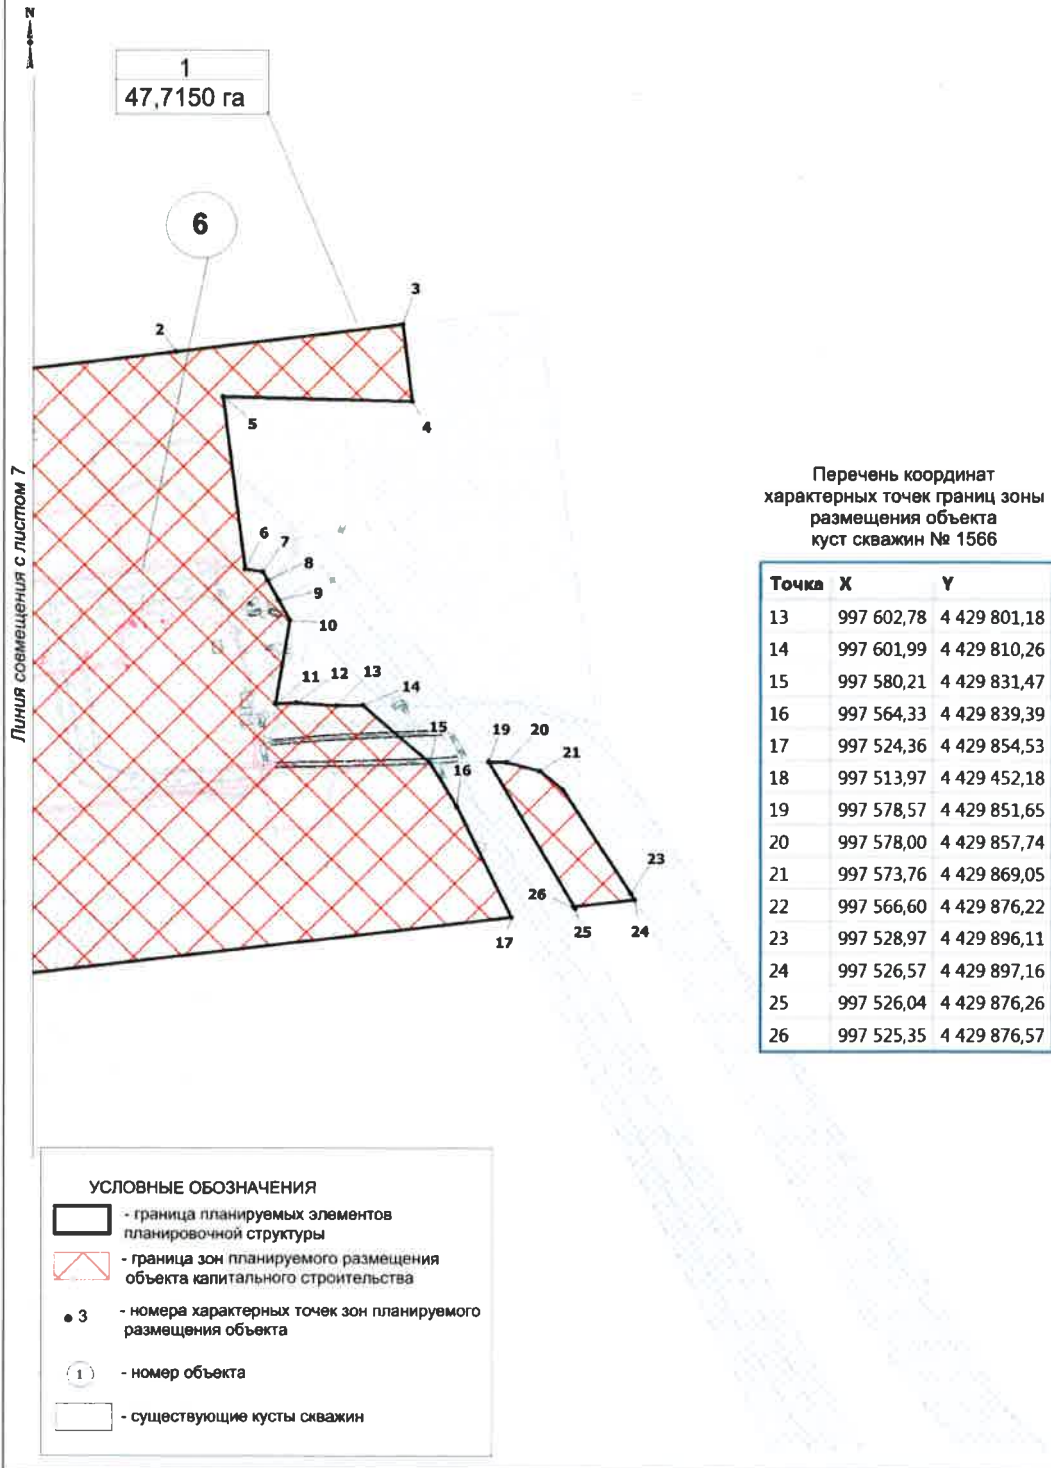 N
1
47,7150 га
6
3
2
5
4
Линия совмещения с листом 7
6
7
8
9
10
11
12
13
14
15
16
19
20
21
23
26
25
24
17
Перечень координат
характерных точек границ зоны
размещения объекта
куст скважин № 1566
Точка X Y
13 997 602,78 4 429 801,18
14 997 601,99 4 429 810,26
15 997 580,21 4 429 831,47
16 997 564,33 4 429 839,39
17 997 524,36 4 429 854,53
18 997 513,97 4 429 452,18
19 997 578,57 4 429 851,65
20 997 578,00 4 429 857,74
21 997 573,76 4 429 869,05
22 997 566,60 4 429 876,22
23 997 528,97 4 429 896,11
24 997 526,57 4 429 897,16
25 997 526,04 4 429 876,26
26 997 525,35 4 429 876,57
УСЛОВНЫЕ ОБОЗНАЧЕНИЯ
- граница планируемых элементов
планировочной структуры
- граница зон планируемого размещения
объекта капитального строительства
3 - номера характерных точек зон планируемого
размещения объекта
1 - номер объекта
- существующие кусты скважин